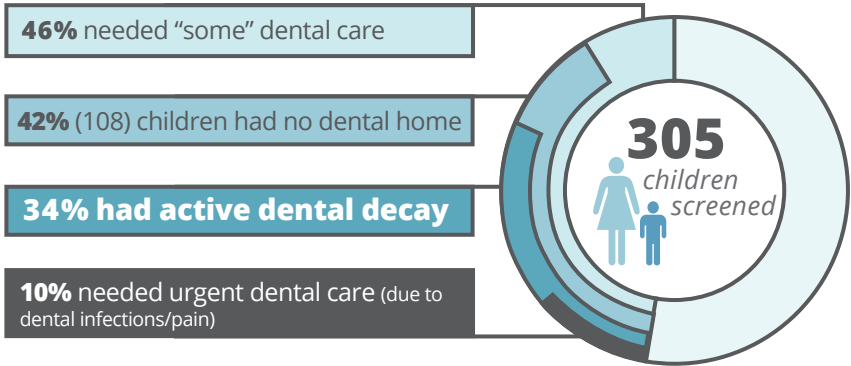 46% needed “some” dental care
42% (108) children had no dental home
34% had active dental decay
10% needed urgent dental care (due to
dental infections/pain)
305
children
screened